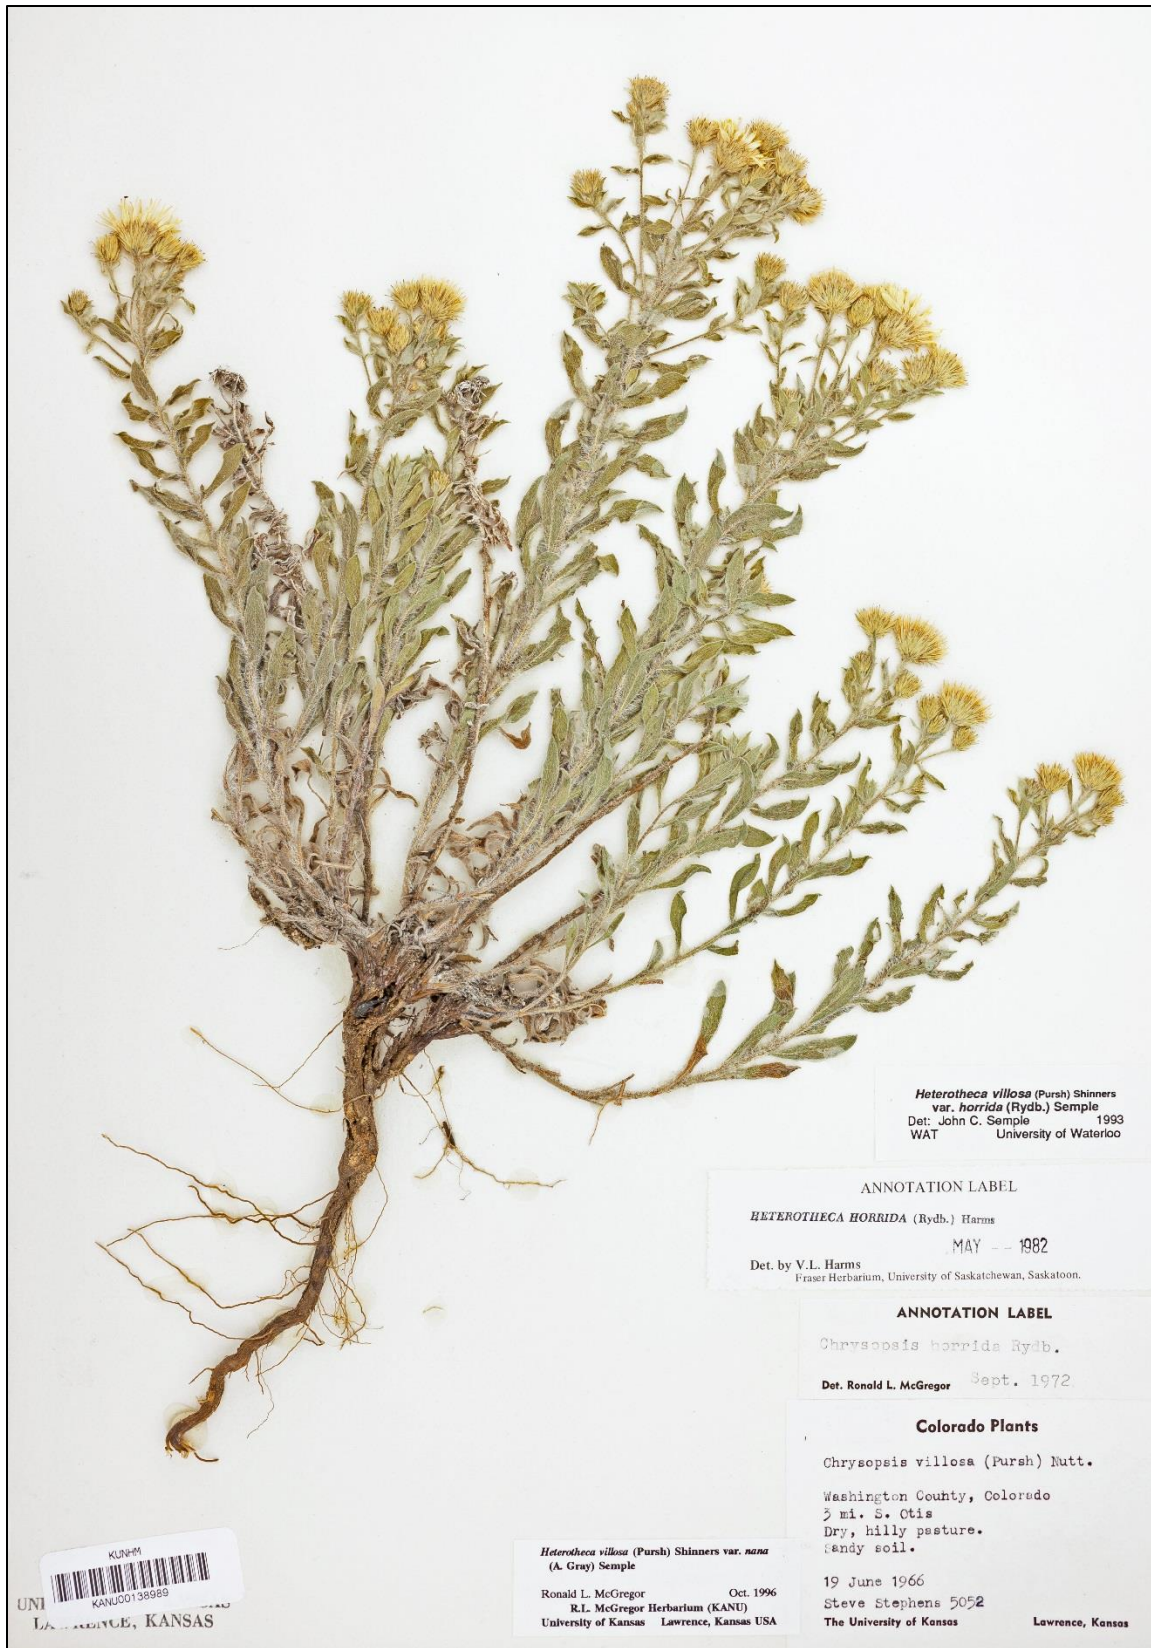 Heterotheca villosa (Pursh) Shinners
var. horrida (Rydb.) Semple
Det: John C. Semple 1993
WAT University of Waterloo
ANNOTATION LABEL
HETEROTHECA HORRIDA (Rydb.) Harms
MAY -- 1982
Det. by V.L. Harms
Fraser Herbarium, University of Saskatchewan, Saskatoon.
ANNOTATION LABEL
Chrysopsis horrida Rydb.
Det. Ronald L. McGregor Sept. 1972
Colorado Plants
Chrysopsis villosa (Pursh) Nutt.
Washington County, Colorado
3 mi. S. Otis
Dry, hilly pasture.
Sandy soil.
19 June 1966
Steve Stephens 5052
The University of Kansas Lawrence, Kansas
Heterotheca villosa (Pursh) Shinners var. nana
(A. Gray) Semple
Ronald L. McGregor Oct. 1996
R.L. McGregor Herbarium (KANU)
University of Kansas Lawrence, Kansas USA
KUNHM
KANU00138989
LAWRENCE, KANSAS